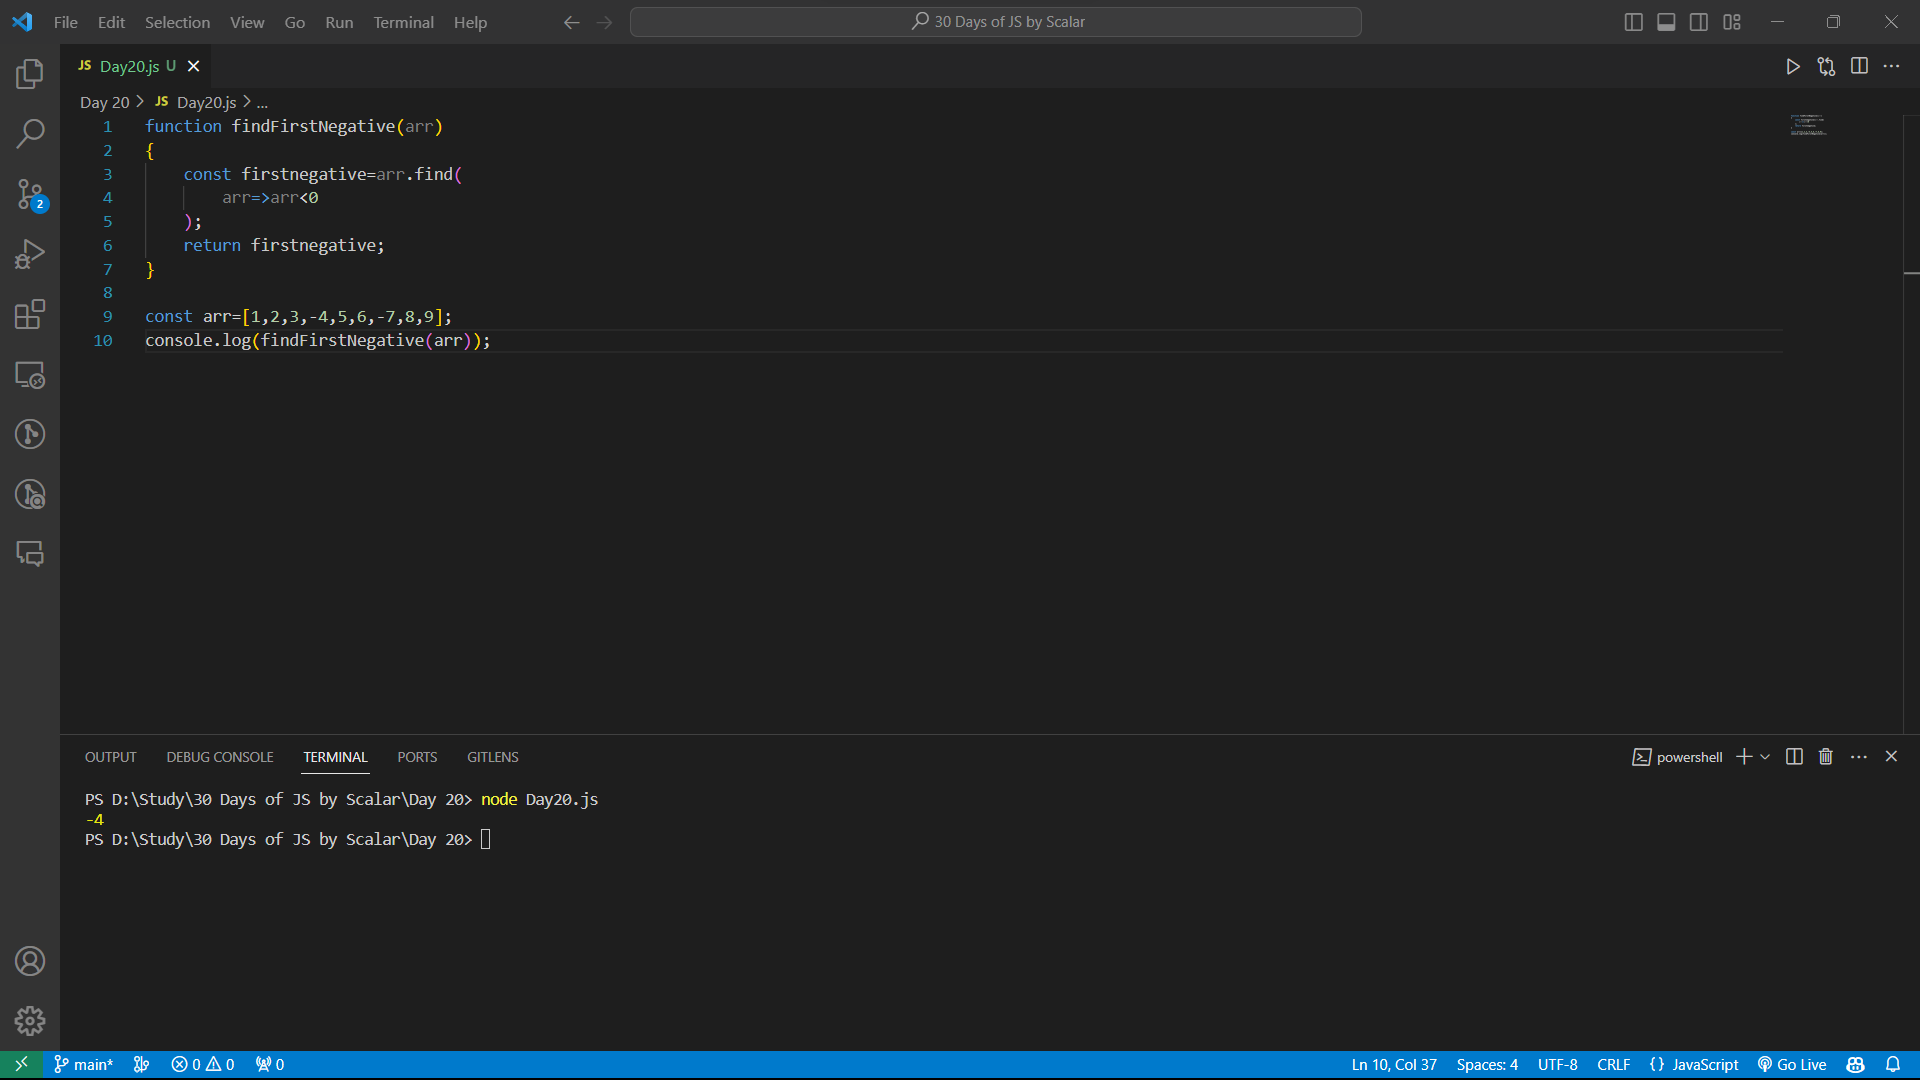 File Edit Selection View Go Run Terminal Help 30 Days of JS by Scalar
JS Day20.js U
Day 20 > JS Day20.js > ...
1 function findFirstNegative(arr)
2 {
3     const firstnegative=arr.find(
4         arr=>arr<0
5     );
6     return firstnegative;
7 }
8
9 const arr=[1,2,3,-4,5,6,-7,8,9];
10 console.log(findFirstNegative(arr));
2
OUTPUT DEBUG CONSOLE TERMINAL PORTS GITLENS powershell
PS D:\Study\30 Days of JS by Scalar\Day 20> node Day20.js
-4
PS D:\Study\30 Days of JS by Scalar\Day 20>
main* 0 0 0 Ln 10, Col 37 Spaces: 4 UTF-8 CRLF {} JavaScript Go Live